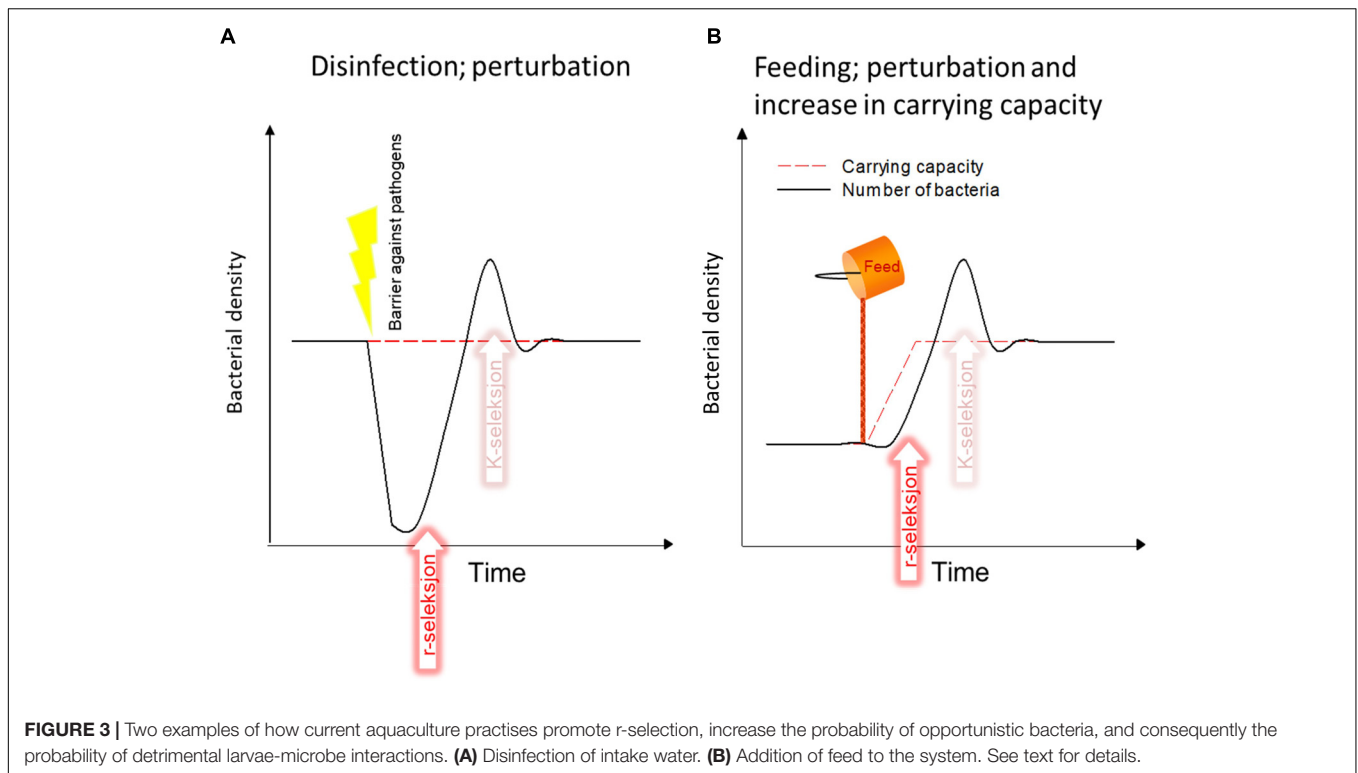 A
Disinfection; perturbation
Bacterial density
Barrier against pathogens
K-seleksjon
r-seleksjon
Time
B
Feeding; perturbation and
increase in carrying capacity
Carrying capacity
Number of bacteria
Bacterial density
Feed
K-seleksjon
r-seleksjon
Time
FIGURE 3 | Two examples of how current aquaculture practises promote r-selection, increase the probability of opportunistic bacteria, and consequently the
probability of detrimental larvae-microbe interactions. (A) Disinfection of intake water. (B) Addition of feed to the system. See text for details.